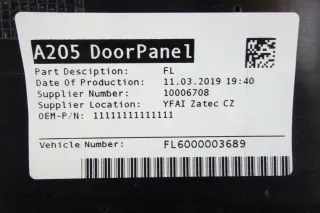 A205 DoorPanel
Part Desciption: FL
Date Of Production: 11.03.2019 19:40
Supplier Number: 10006708
Supplier Location: YFAI Zatec CZ
OEM-P/N: 11111111111111
Vehicle Number: FL6000003689